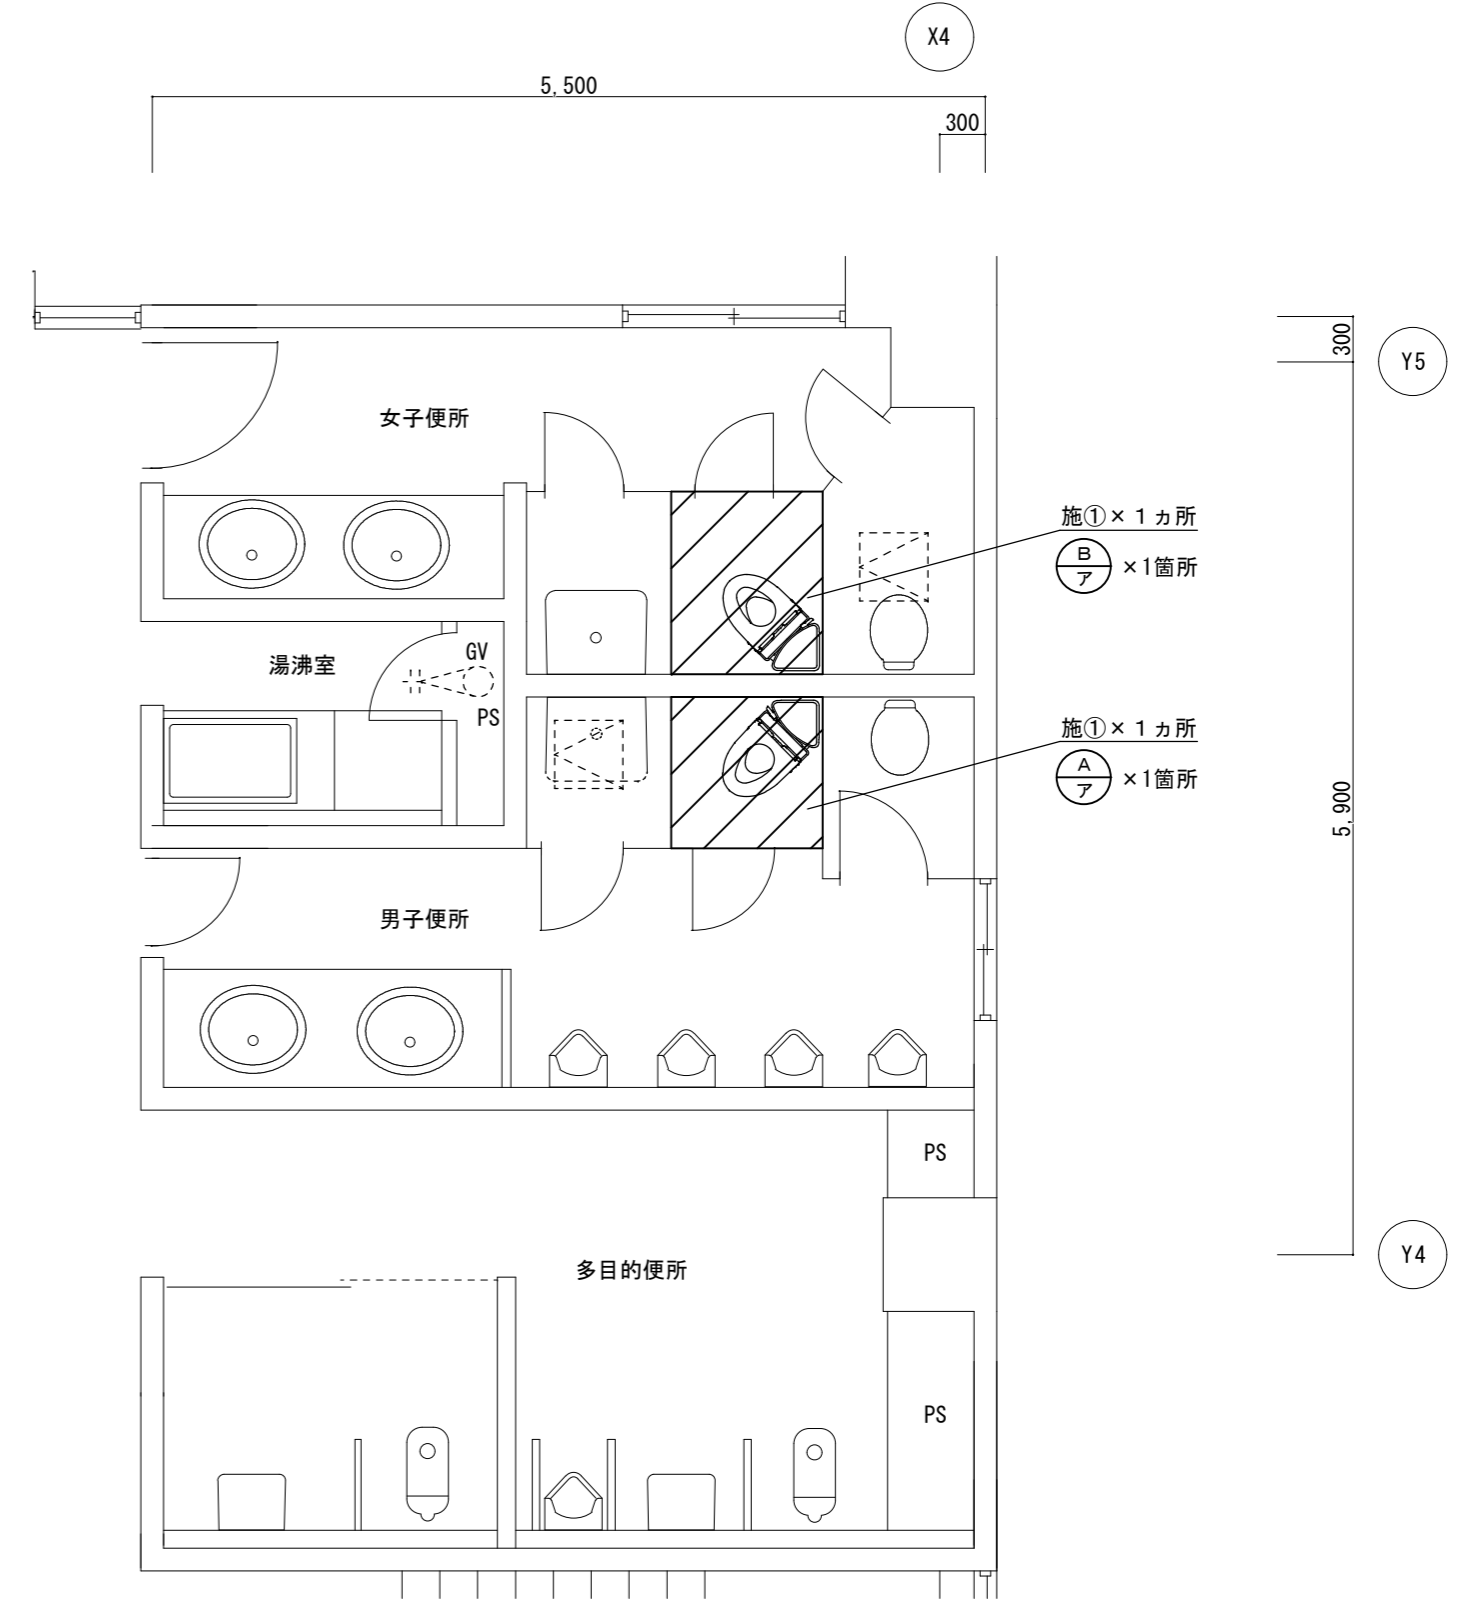 X4
5,500
300
300
Y5
女子便所
施①×１ヵ所
B
ア
×1箇所
湯沸室
GV
PS
施①×１ヵ所
A
ア
×1箇所
5,900
男子便所
PS
多目的便所
Y4
PS